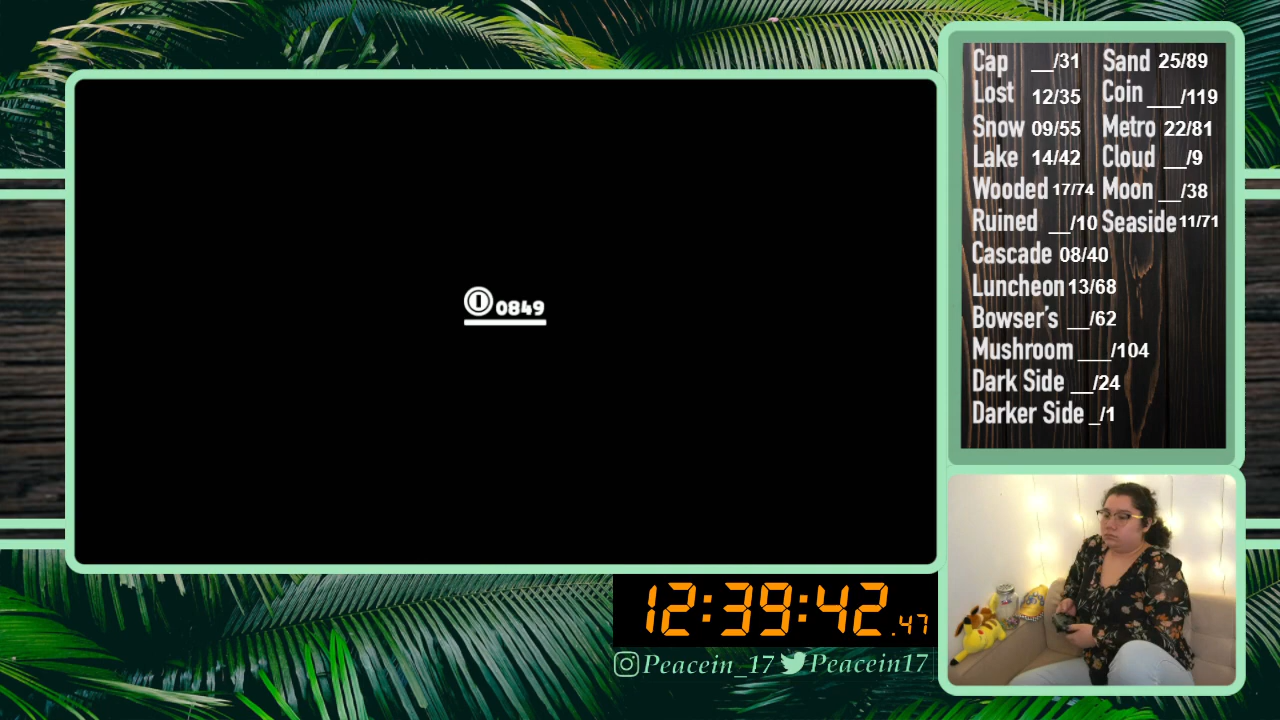 0849
Cap __/31 Sand 25/89
Lost 12/35 Coin ___/119
Snow 09/55 Metro 22/81
Lake 14/42 Cloud __/9
Wooded 17/74 Moon __/38
Ruined __/10 Seaside 11/71
Cascade 08/40
Luncheon 13/68
Bowser's __/62
Mushroom ___/104
Dark Side __/24
Darker Side _/1
12:39:42.47
Peacein_17 Peacein17